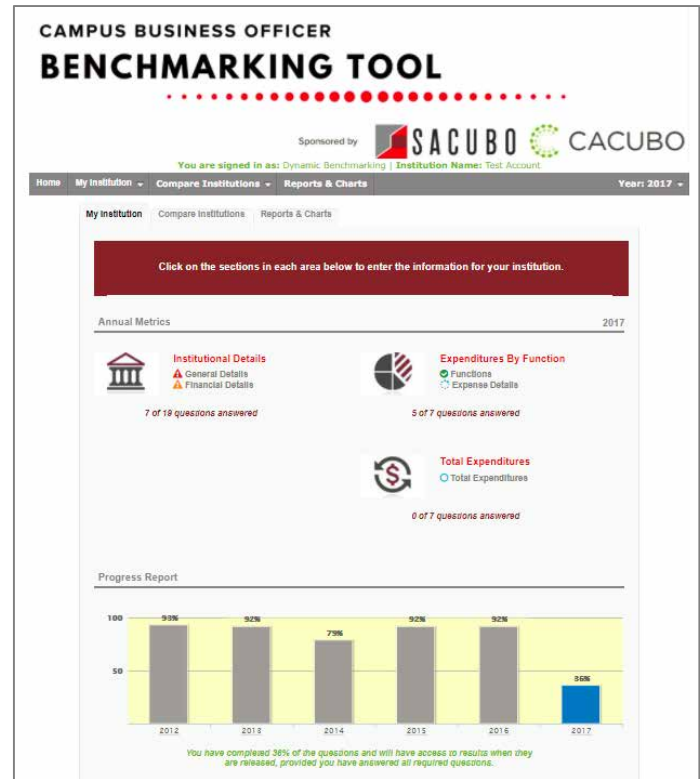 CAMPUS BUSINESS OFFICER
BENCHMARKING TOOL
Sponsored by SACUBO CACUBO
You are signed in as: Dynamic Benchmarking | Institution Name: Test Account
Home My Institution Compare Institutions Reports & Charts Year: 2017
My Institution Compare Institutions Reports & Charts
Click on the sections in each area below to enter the information for your institution.
Annual Metrics 2017
Institutional Details
General Details
Financial Details
7 of 19 questions answered
Expenditures By Function
Functions
Expense Details
5 of 7 questions answered
Total Expenditures
Total Expenditures
0 of 7 questions answered
Progress Report
100
50
93% 92% 79% 92% 92% 36%
2012 2013 2014 2015 2016 2017
You have completed 36% of the questions and will have access to results when they
are released, provided you have answered all required questions.